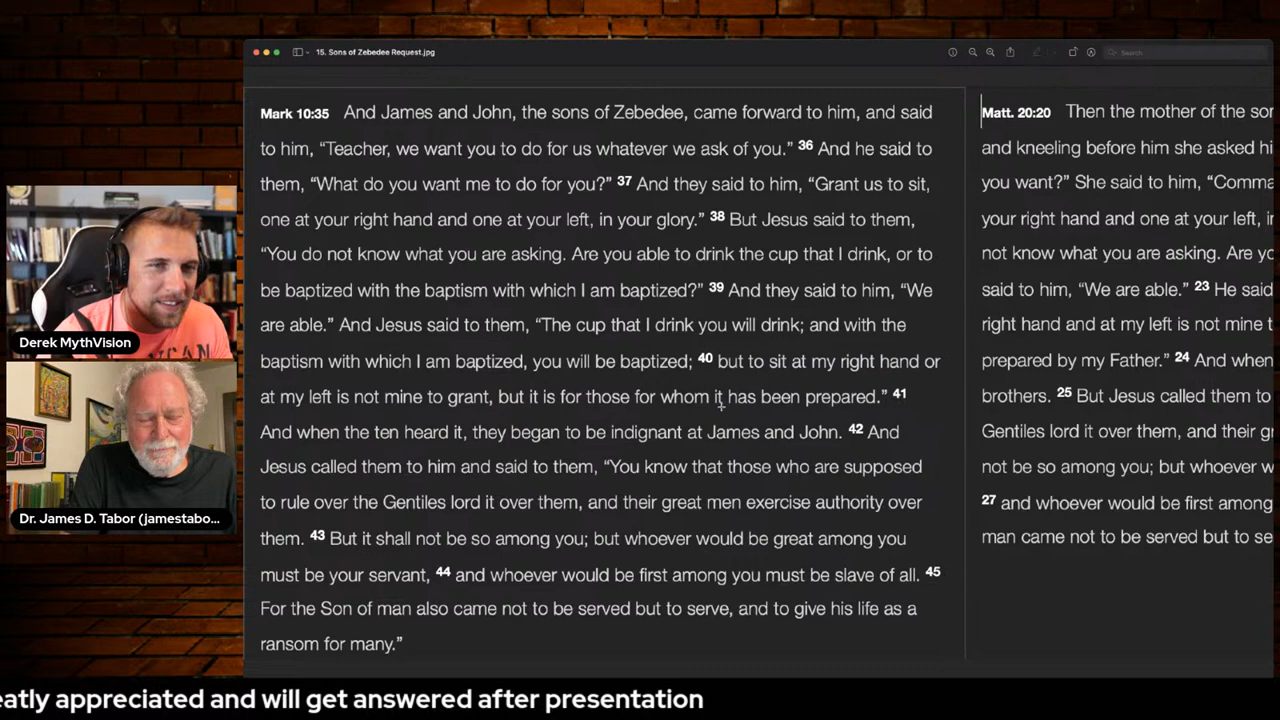 15. Sons of Zebedee Request.jpg
Search
Mark 10:35 And James and John, the sons of Zebedee, came forward to him, and said
to him, “Teacher, we want you to do for us whatever we ask of you.” 36 And he said to
them, “What do you want me to do for you?” 37 And they said to him, “Grant us to sit,
one at your right hand and one at your left, in your glory.” 38 But Jesus said to them,
“You do not know what you are asking. Are you able to drink the cup that I drink, or to
be baptized with the baptism with which I am baptized?” 39 And they said to him, “We
are able.” And Jesus said to them, “The cup that I drink you will drink; and with the
baptism with which I am baptized, you will be baptized; 40 but to sit at my right hand or
at my left is not mine to grant, but it is for those for whom it has been prepared.” 41
And when the ten heard it, they began to be indignant at James and John. 42 And
Jesus called them to him and said to them, “You know that those who are supposed
to rule over the Gentiles lord it over them, and their great men exercise authority over
them. 43 But it shall not be so among you; but whoever would be great among you
must be your servant, 44 and whoever would be first among you must be slave of all. 45
For the Son of man also came not to be served but to serve, and to give his life as a
ransom for many.”
Matt. 20:20 Then the mother of the sor
and kneeling before him she asked hi
you want?” She said to him, “Comma
your right hand and one at your left, i
not know what you are asking. Are yo
said to him, “We are able.” 23 He said
right hand and at my left is not mine t
prepared by my Father.” 24 And when
brothers. 25 But Jesus called them to
Gentiles lord it over them, and their g
not be so among you; but whoever w
27 and whoever would be first among
man came not to be served but to se
Derek MythVision
Dr. James D. Tabor (jamestabo...
eatly appreciated and will get answered after presentation